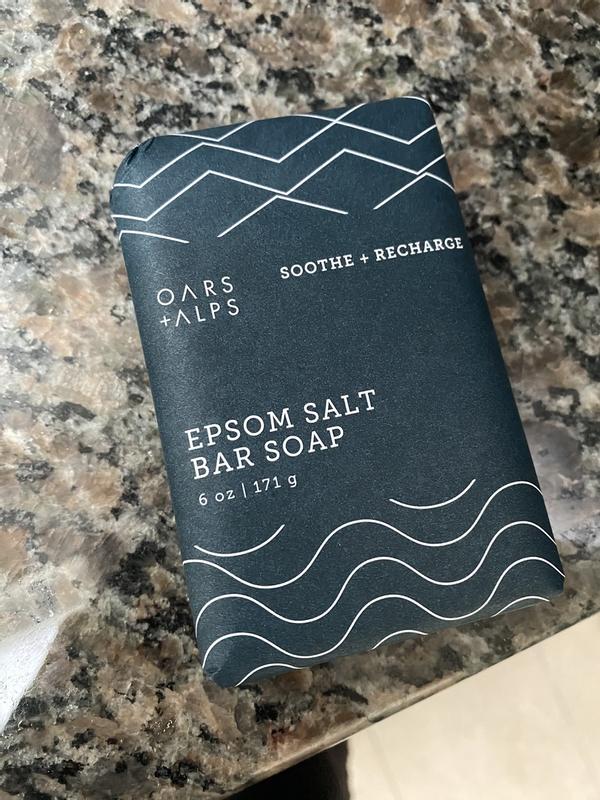 SOOTHE + RECHARGE
OARS
+ALPS
EPSOM SALT
BAR SOAP
6 oz | 171 g